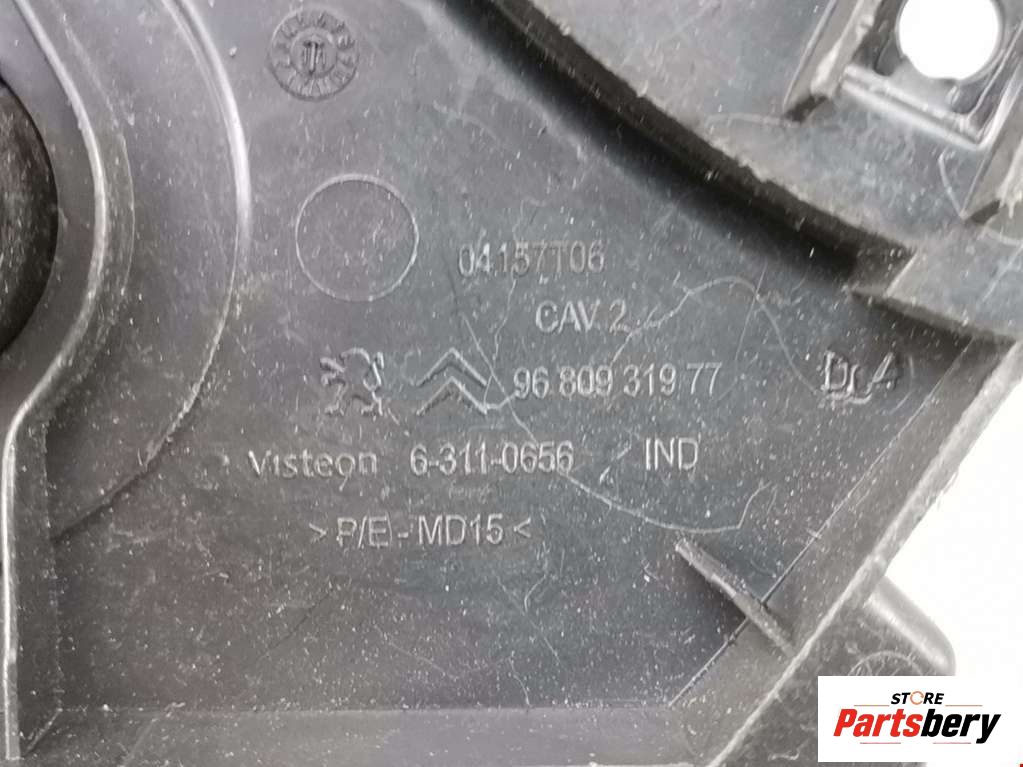 04157T06
CAV 2
96 809 319 77
Visteon 6-311-0656 IND
>P/E-MD15<
STORE
Partsbery